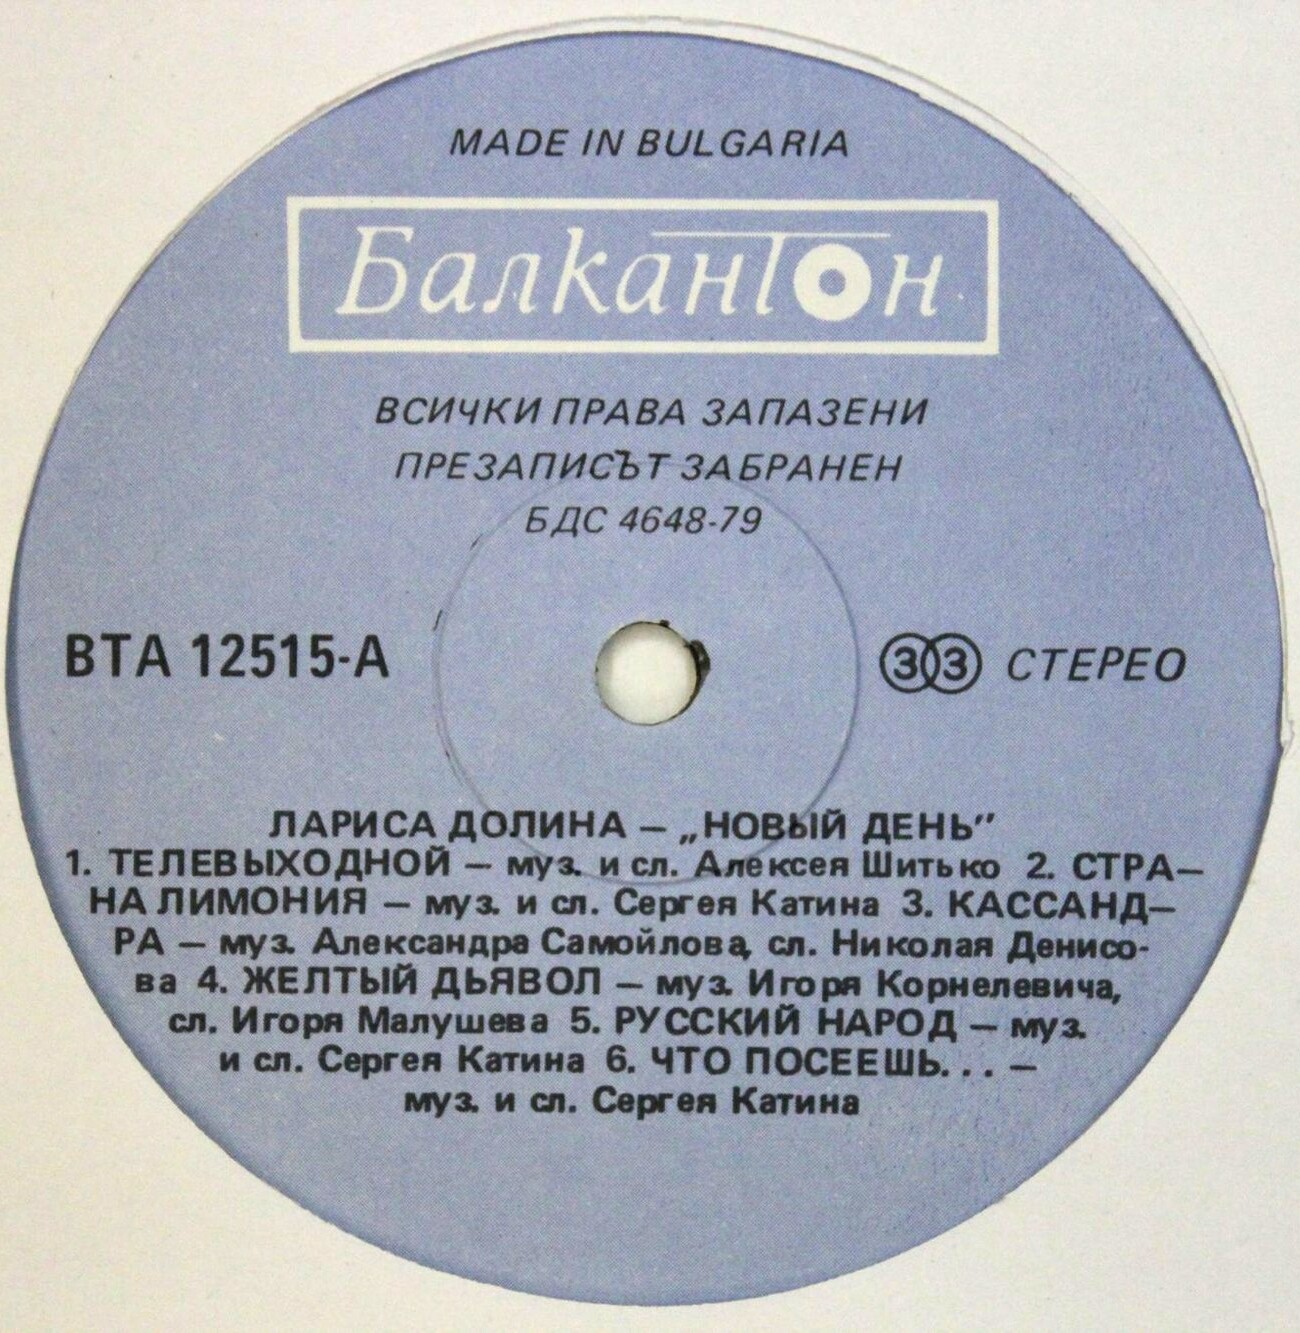 MADE IN BULGARIA
Балкантон
ВСИЧКИ ПРАВА ЗАПАЗЕНИ
ПРЕЗАПИСЪТ ЗАБРАНЕН
БДС 4648-79
ВТА 12515-А
33 СТЕРЕО
ЛАРИСА ДОЛИНА – „НОВЫЙ ДЕНЬ”
1. ТЕЛЕВЫХОДНОЙ – муз. и сл. Алексея Шитько 2. СТРА–
НА ЛИМОНИЯ – муз. и сл. Сергея Катина 3. КАССАНД–
РА – муз. Александра Самойлова, сл. Николая Денисо-
ва 4. ЖЕЛТЫЙ ДЬЯВОЛ – муз. Игоря Корнелевича,
сл. Игоря Малушева 5. РУССКИЙ НАРОД – муз.
и сл. Сергея Катина 6. ЧТО ПОСЕЕШЬ. . . –
муз. и сл. Сергея Катина